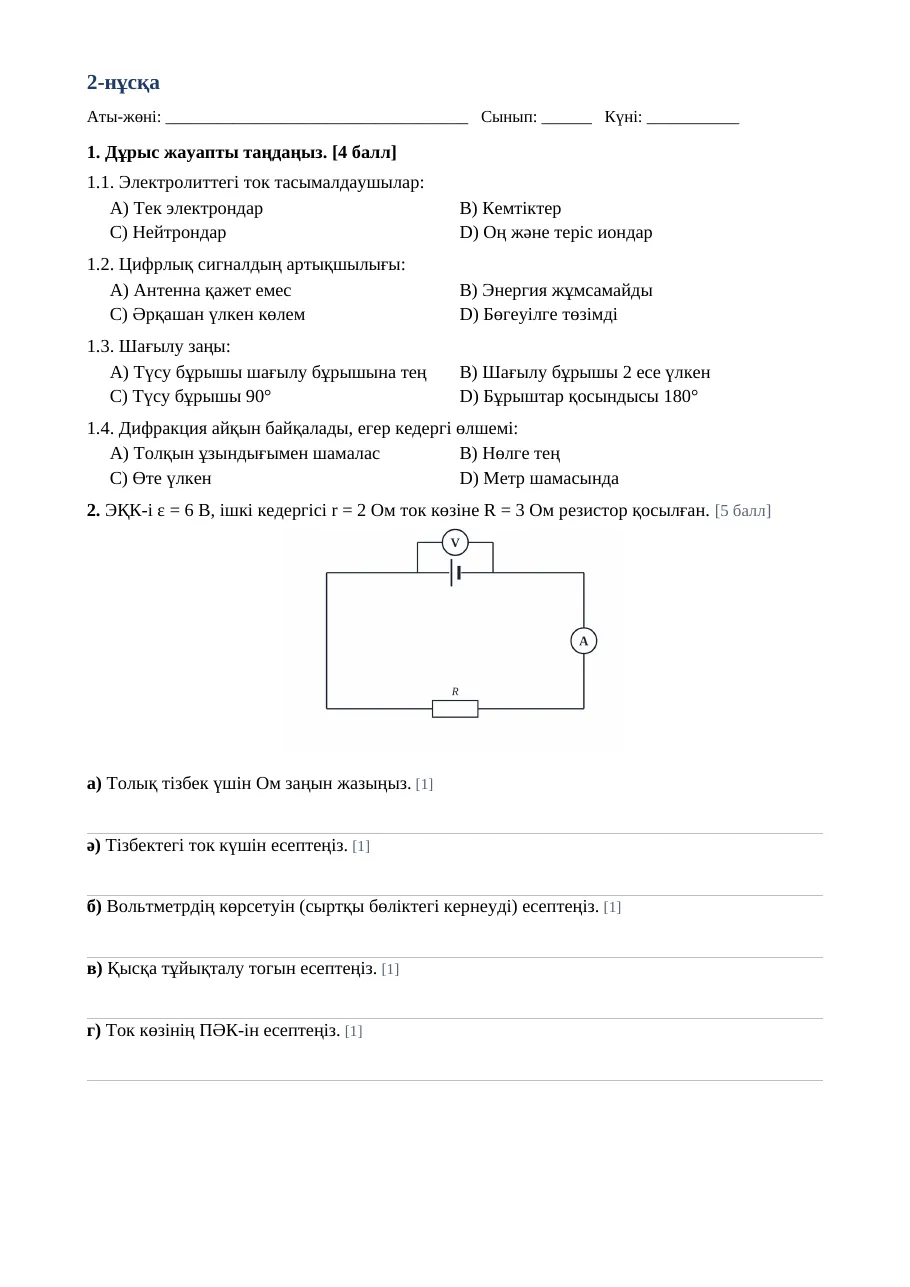 2-нұсқа
Аты-жөні: ____________________________________ Сынып: ______ Күні: ___________
1. Дұрыс жауапты таңдаңыз. [4 балл]
1.1. Электролиттегі ток тасымалдаушылар:
A) Тек электрондар B) Кемтіктер
C) Нейтрондар D) Оң және теріс иондар
1.2. Цифрлық сигналдың артықшылығы:
A) Антенна қажет емес B) Энергия жұмсамайды
C) Әрқашан үлкен көлем D) Бөгеуілге төзімді
1.3. Шағылу заңы:
A) Түсу бұрышы шағылу бұрышына тең B) Шағылу бұрышы 2 есе үлкен
C) Түсу бұрышы 90° D) Бұрыштар қосындысы 180°
1.4. Дифракция айқын байқалады, егер кедергі өлшемі:
A) Толқын ұзындығымен шамалас B) Нөлге тең
C) Өте үлкен D) Метр шамасында
2. ЭҚК-і ε = 6 В, ішкі кедергісі r = 2 Ом ток көзіне R = 3 Ом резистор қосылған. [5 балл]
V
A
R
а) Толық тізбек үшін Ом заңын жазыңыз. [1]
ә) Тізбектегі ток күшін есептеңіз. [1]
б) Вольтметрдің көрсетуін (сыртқы бөліктегі кернеуді) есептеңіз. [1]
в) Қысқа тұйықталу тогын есептеңіз. [1]
г) Ток көзінің ПӘК-ін есептеңіз. [1]